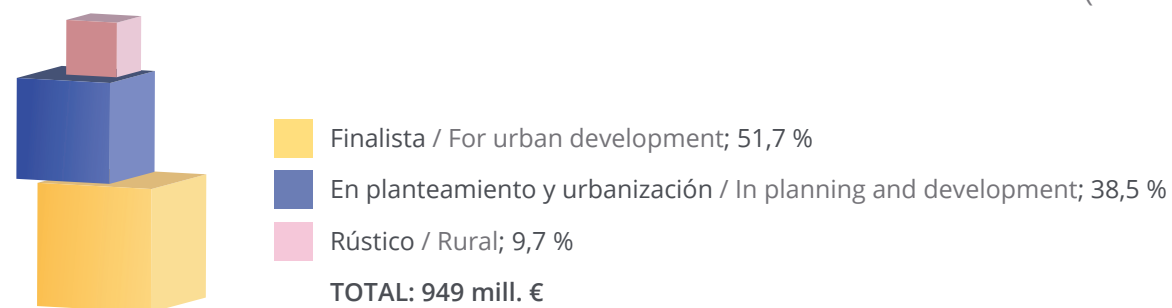 Finalista / For urban development; 51,7 %
En planteamiento y urbanización / In planning and development; 38,5 %
Rústico / Rural; 9,7 %
TOTAL: 949 mill. €